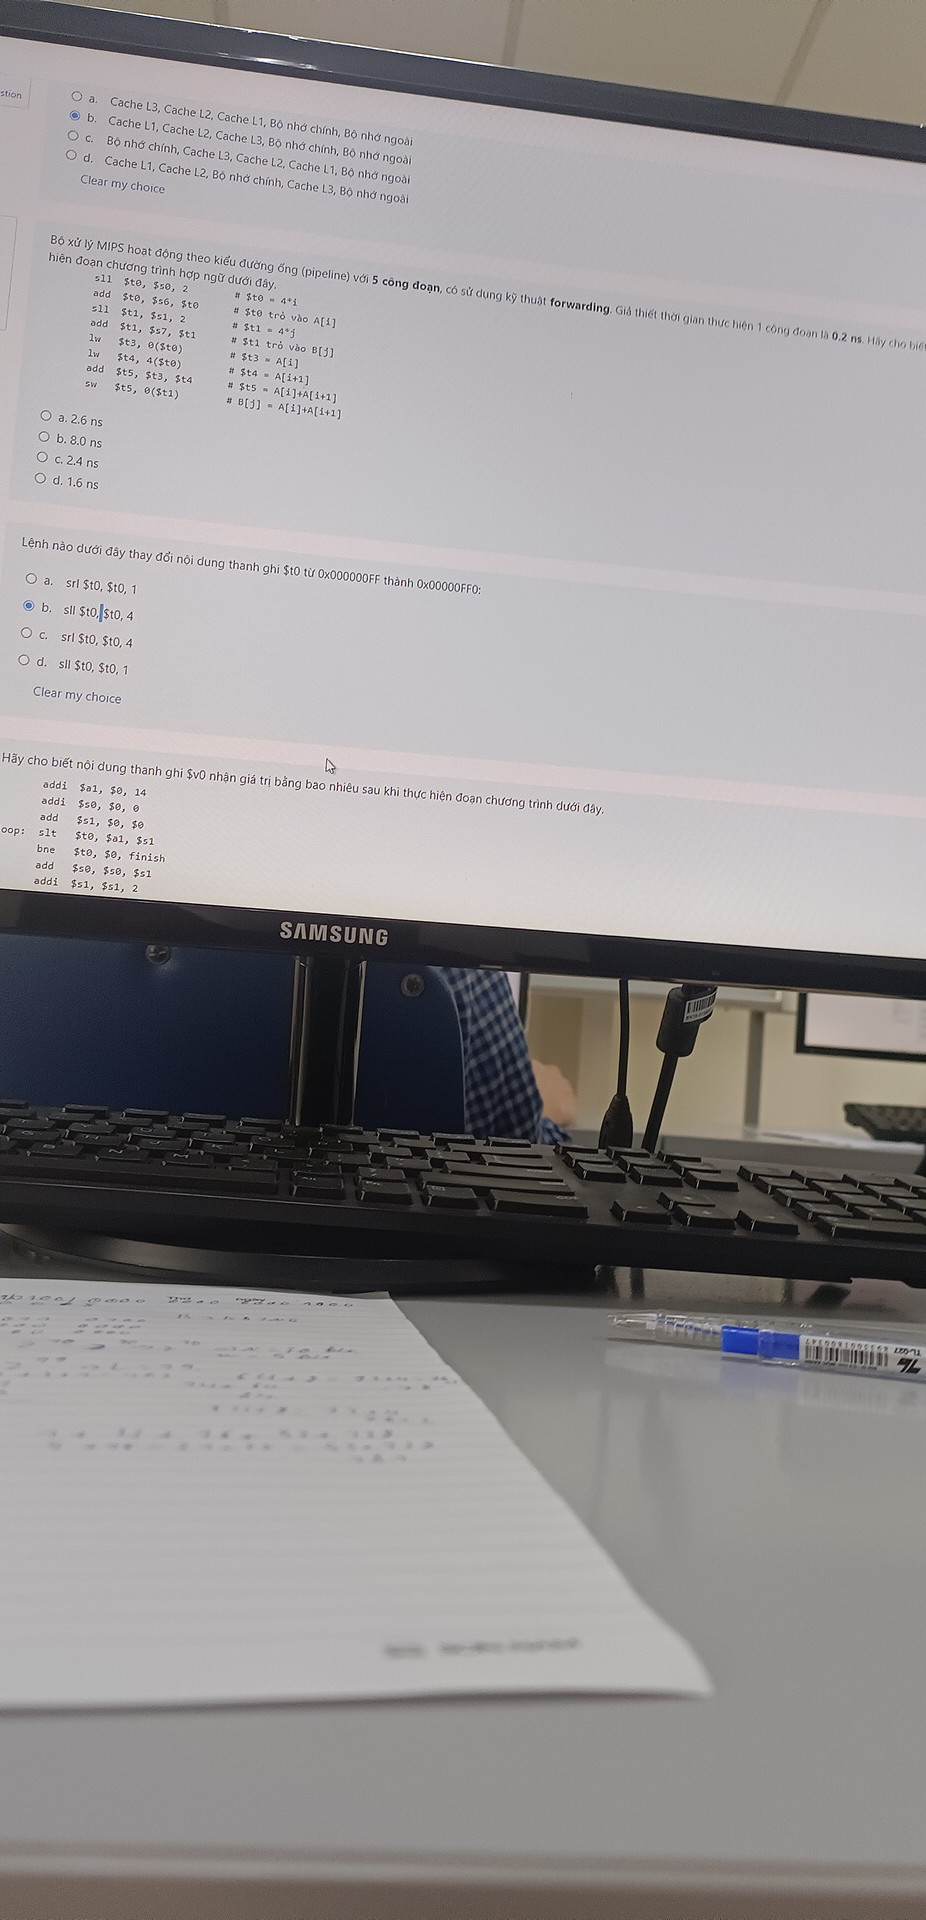 stion
a. Cache L3, Cache L2, Cache L1, Bộ nhớ chính, Bộ nhớ ngoài
b. Cache L1, Cache L2, Cache L3, Bộ nhớ chính, Bộ nhớ ngoài
c. Bộ nhớ chính, Cache L3, Cache L2, Cache L1, Bộ nhớ ngoài
d. Cache L1, Cache L2, Bộ nhớ chính, Cache L3, Bộ nhớ ngoài
Clear my choice
Bộ xử lý MIPS hoạt động theo kiểu đường ống (pipeline) với 5 công đoạn, có sử dụng kỹ thuật forwarding. Giả thiết thời gian thực hiện 1 công đoạn là 0,2 ns. Hãy cho biế
hiện đoạn chương trình hợp ngữ dưới đây.
sll $t0, $s0, 2 # $t0 = 4*i
add $t0, $s6, $t0 # $t0 trỏ vào A[i]
sll $t1, $s1, 2 # $t1 = 4*j
add $t1, $s7, $t1 # $t1 trỏ vào B[j]
lw $t3, 0($t0) # $t3 = A[i]
lw $t4, 4($t0) # $t4 = A[i+1]
add $t5, $t3, $t4 # $t5 = A[i]+A[i+1]
sw $t5, 0($t1) # B[j] = A[i]+A[i+1]
a. 2.6 ns
b. 8.0 ns
c. 2.4 ns
d. 1.6 ns
Lệnh nào dưới đây thay đổi nội dung thanh ghi $t0 từ 0x000000FF thành 0x00000FF0:
a. srl $t0, $t0, 1
b. sll $t0, $t0, 4
c. srl $t0, $t0, 4
d. sll $t0, $t0, 1
Clear my choice
Hãy cho biết nội dung thanh ghi $v0 nhận giá trị bằng bao nhiêu sau khi thực hiện đoạn chương trình dưới đây.
addi $a1, $0, 14
addi $s0, $0, 0
add $s1, $0, $0
oop: slt $t0, $a1, $s1
bne $t0, $0, finish
add $s0, $s0, $s1
addi $s1, $s1, 2
SAMSUNG
TL-027